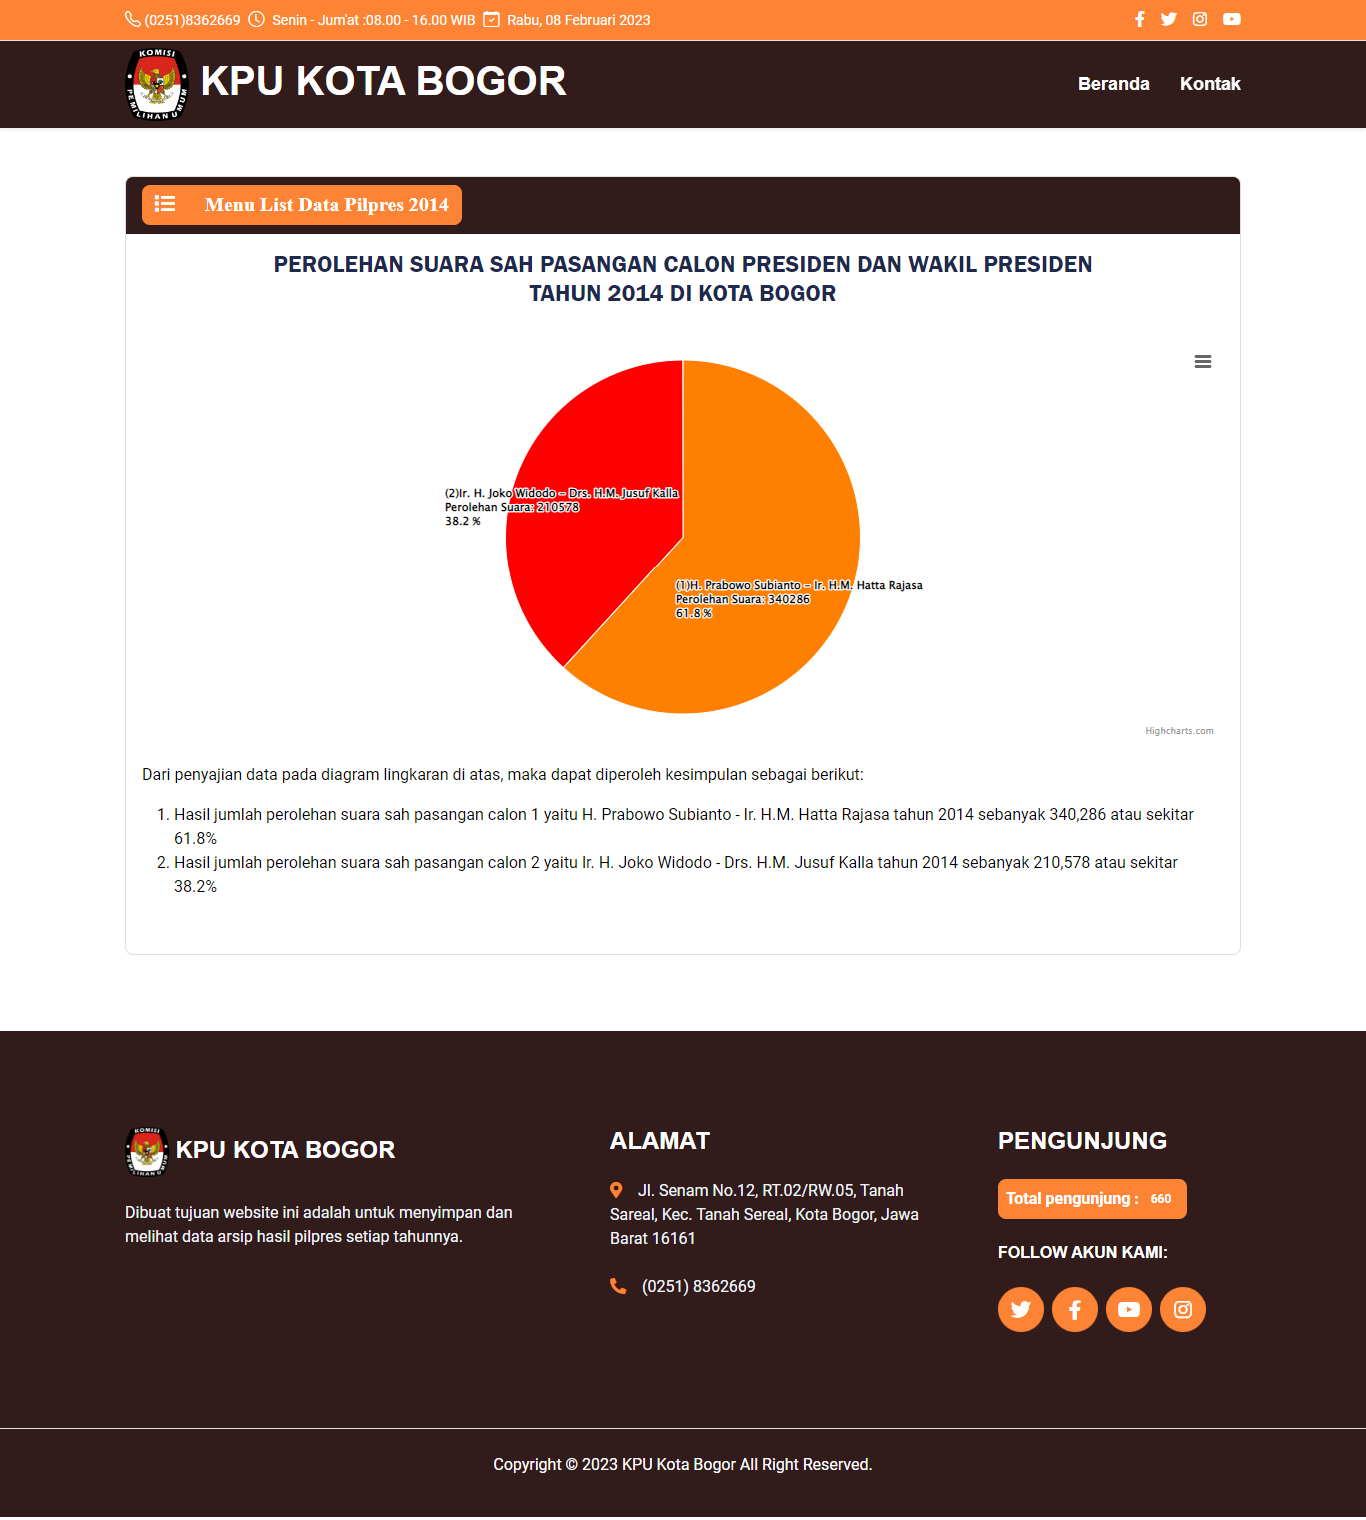 (0251)8362669 Senin - Jum'at :08.00 - 16.00 WIB Rabu, 08 Februari 2023
KOMISI
PEMILIHAN UMUM
KPU KOTA BOGOR
Beranda Kontak
Menu List Data Pilpres 2014
PEROLEHAN SUARA SAH PASANGAN CALON PRESIDEN DAN WAKIL PRESIDEN
TAHUN 2014 DI KOTA BOGOR
(2)Ir. H. Joko Widodo – Drs. H.M. Jusuf Kalla
Perolehan Suara: 210578
38.2 %
(1)H. Prabowo Subianto – Ir. H.M. Hatta Rajasa
Perolehan Suara: 340286
61.8 %
Highcharts.com
Dari penyajian data pada diagram lingkaran di atas, maka dapat diperoleh kesimpulan sebagai berikut:
1. Hasil jumlah perolehan suara sah pasangan calon 1 yaitu H. Prabowo Subianto - Ir. H.M. Hatta Rajasa tahun 2014 sebanyak 340,286 atau sekitar
61.8%
2. Hasil jumlah perolehan suara sah pasangan calon 2 yaitu Ir. H. Joko Widodo - Drs. H.M. Jusuf Kalla tahun 2014 sebanyak 210,578 atau sekitar
38.2%
KOMISI
PEMILIHAN UMUM
KPU KOTA BOGOR
Dibuat tujuan website ini adalah untuk menyimpan dan
melihat data arsip hasil pilpres setiap tahunnya.
ALAMAT
Jl. Senam No.12, RT.02/RW.05, Tanah
Sareal, Kec. Tanah Sereal, Kota Bogor, Jawa
Barat 16161
(0251) 8362669
PENGUNJUNG
Total pengunjung : 660
FOLLOW AKUN KAMI:
Copyright © 2023 KPU Kota Bogor All Right Reserved.